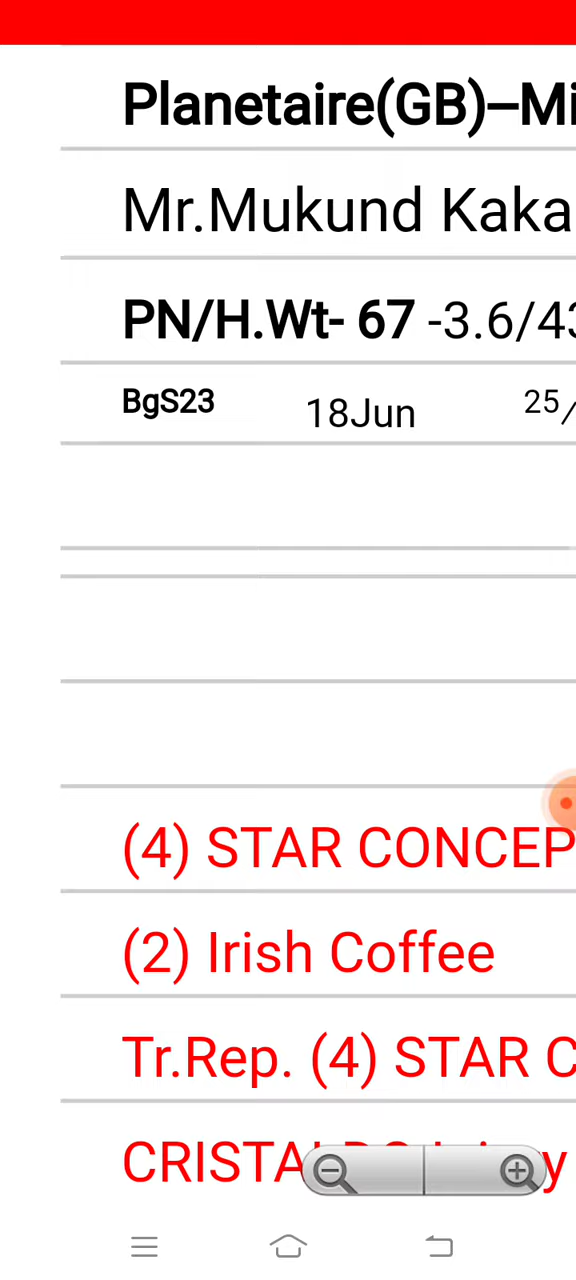 Planetaire(GB)–Mi
Mr.Mukund Kaka
PN/H.Wt- 67 -3.6/43
BgS23 18Jun 25/
(4) STAR CONCEP
(2) Irish Coffee
Tr.Rep. (4) STAR C